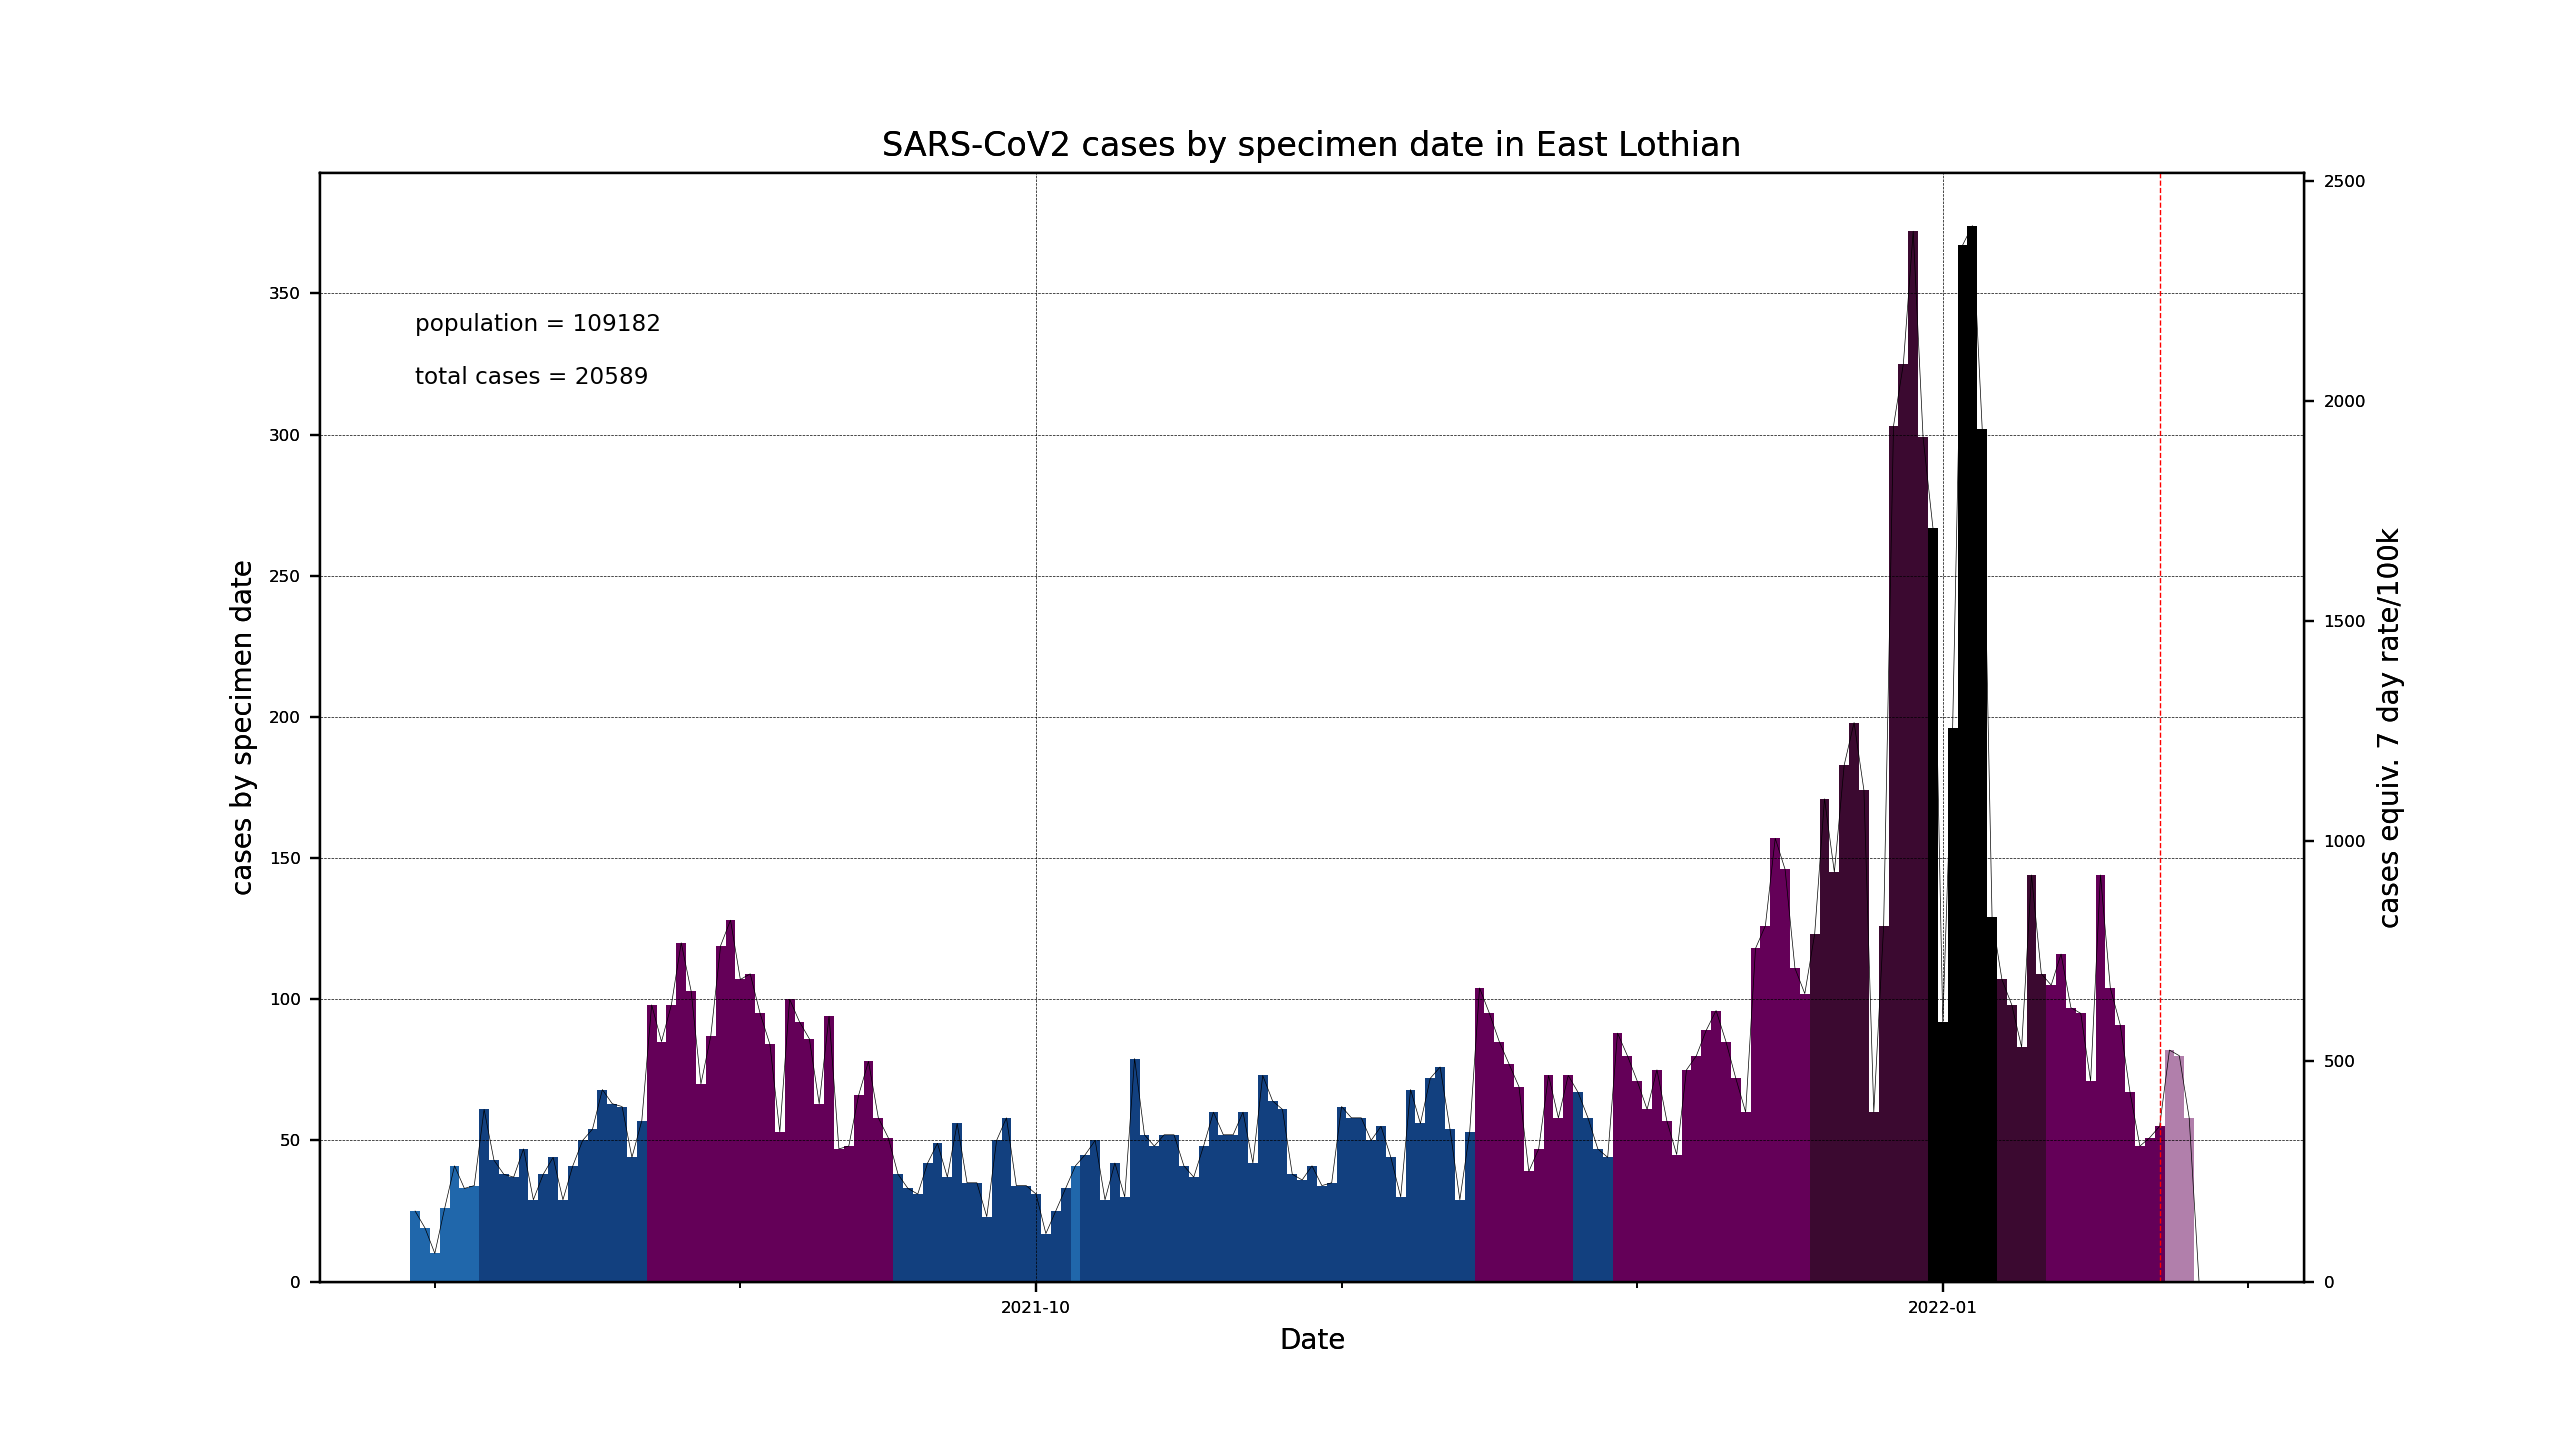 SARS-CoV2 cases by specimen date in East Lothian
population = 109182
total cases = 20589
cases by specimen date
350
300
250
200
150
100
50
0
2500
2000
1500
1000
500
0
cases equiv. 7 day rate/100k
2021-10
2022-01
Date